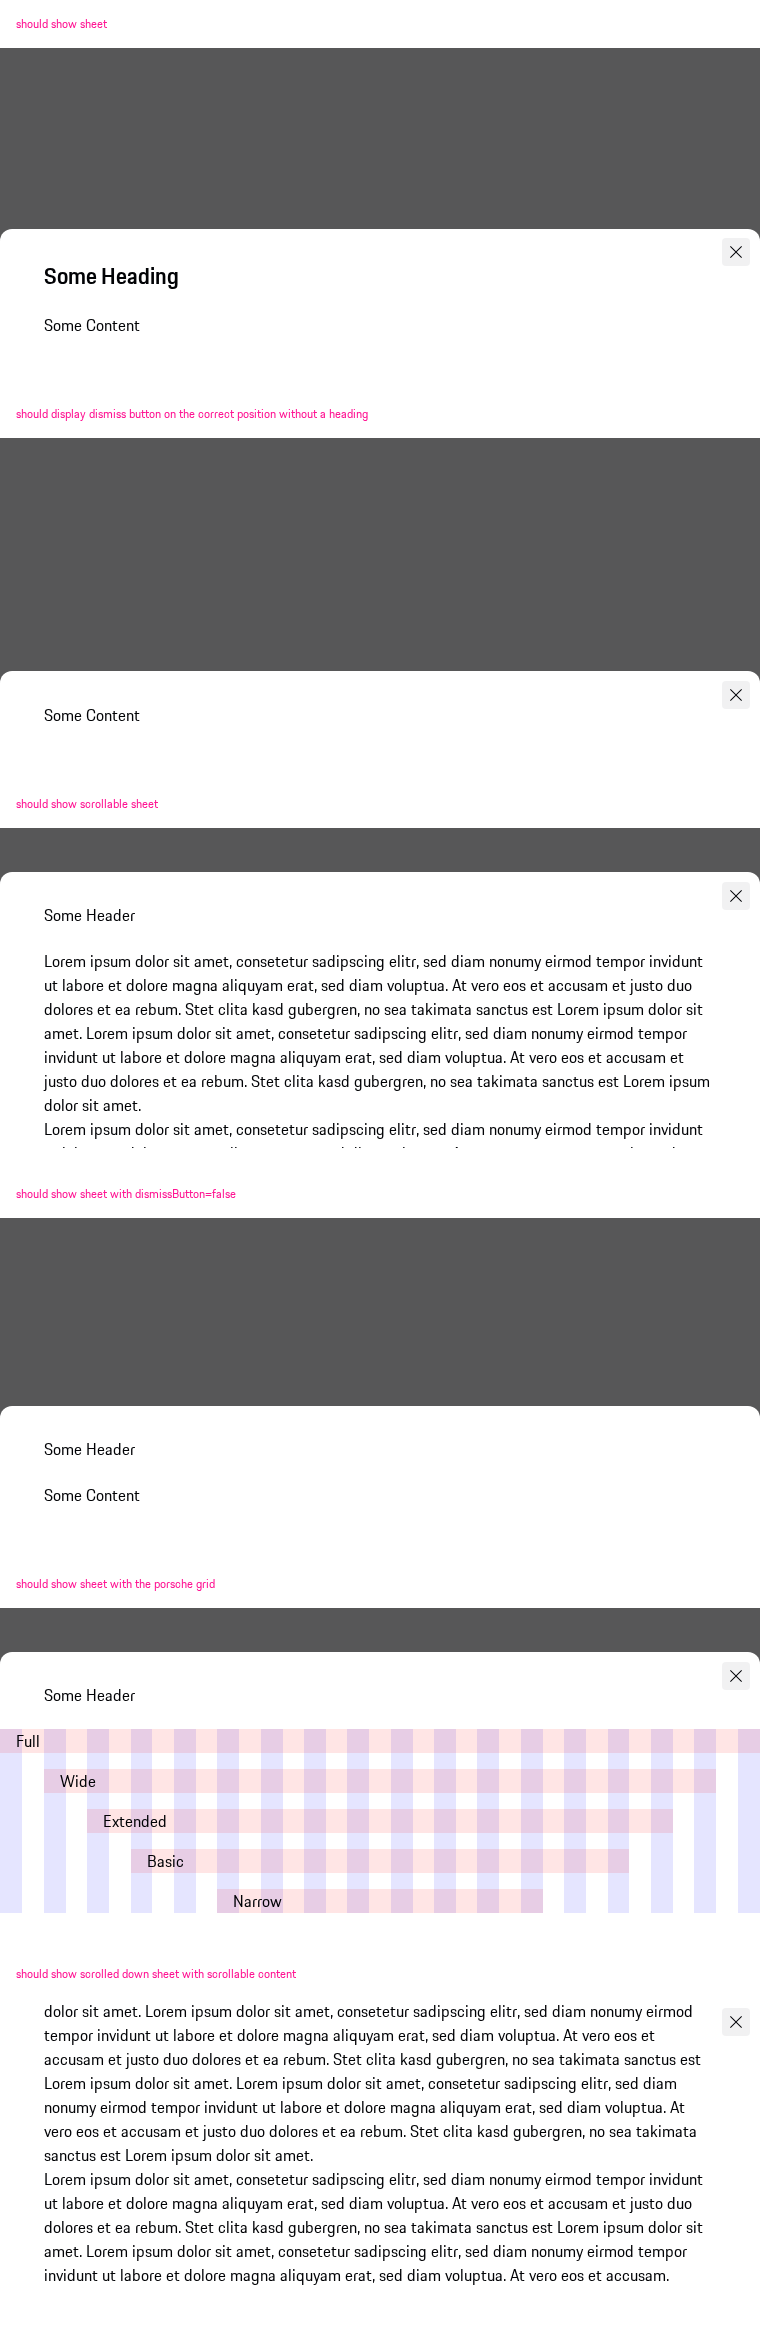 should show sheet
Some Heading
Some Content
should display dismiss button on the correct position without a heading
Some Content
should show scrollable sheet
Some Header
Lorem ipsum dolor sit amet, consetetur sadipscing elitr, sed diam nonumy eirmod tempor invidunt
ut labore et dolore magna aliquyam erat, sed diam voluptua. At vero eos et accusam et justo duo
dolores et ea rebum. Stet clita kasd gubergren, no sea takimata sanctus est Lorem ipsum dolor sit
amet. Lorem ipsum dolor sit amet, consetetur sadipscing elitr, sed diam nonumy eirmod tempor
invidunt ut labore et dolore magna aliquyam erat, sed diam voluptua. At vero eos et accusam et
justo duo dolores et ea rebum. Stet clita kasd gubergren, no sea takimata sanctus est Lorem ipsum
dolor sit amet.
Lorem ipsum dolor sit amet, consetetur sadipscing elitr, sed diam nonumy eirmod tempor invidunt
should show sheet with dismissButton=false
Some Header
Some Content
should show sheet with the porsche grid
Some Header
Full
Wide
Extended
Basic
Narrow
should show scrolled down sheet with scrollable content
dolor sit amet. Lorem ipsum dolor sit amet, consetetur sadipscing elitr, sed diam nonumy eirmod
tempor invidunt ut labore et dolore magna aliquyam erat, sed diam voluptua. At vero eos et
accusam et justo duo dolores et ea rebum. Stet clita kasd gubergren, no sea takimata sanctus est
Lorem ipsum dolor sit amet. Lorem ipsum dolor sit amet, consetetur sadipscing elitr, sed diam
nonumy eirmod tempor invidunt ut labore et dolore magna aliquyam erat, sed diam voluptua. At
vero eos et accusam et justo duo dolores et ea rebum. Stet clita kasd gubergren, no sea takimata
sanctus est Lorem ipsum dolor sit amet.
Lorem ipsum dolor sit amet, consetetur sadipscing elitr, sed diam nonumy eirmod tempor invidunt
ut labore et dolore magna aliquyam erat, sed diam voluptua. At vero eos et accusam et justo duo
dolores et ea rebum. Stet clita kasd gubergren, no sea takimata sanctus est Lorem ipsum dolor sit
amet. Lorem ipsum dolor sit amet, consetetur sadipscing elitr, sed diam nonumy eirmod tempor
invidunt ut labore et dolore magna aliquyam erat, sed diam voluptua. At vero eos et accusam.